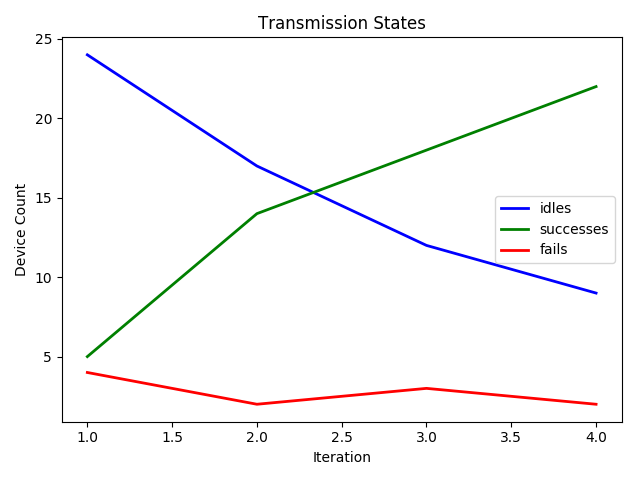 Transmission States
25
20
15
10
5
Device Count
idles
successes
fails
1.0 1.5 2.0 2.5 3.0 3.5 4.0
Iteration